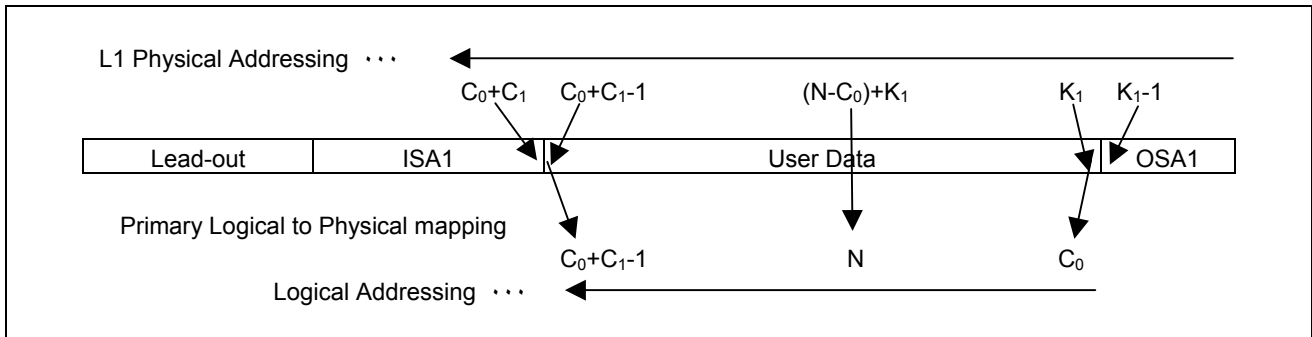 L1 Physical Addressing ···
C₀+C₁ C₀+C₁-1 (N-C₀)+K₁ K₁ K₁-1
Lead-out ISA1 User Data OSA1
Primary Logical to Physical mapping
C₀+C₁-1 N C₀
Logical Addressing ···